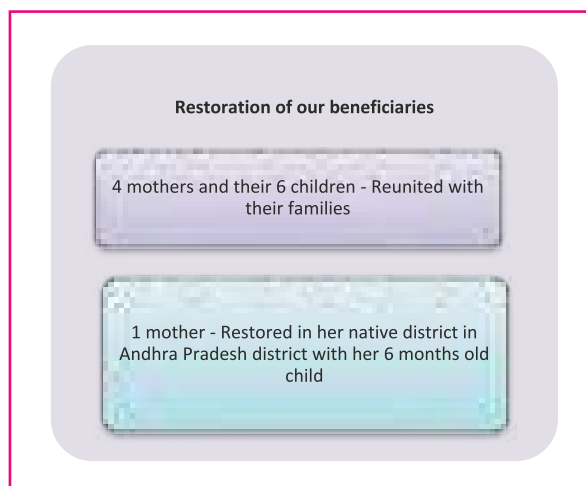 Restoration of our beneficiaries
4 mothers and their 6 children - Reunited with
their families
1 mother - Restored in her native district in
Andhra Pradesh district with her 6 months old
child